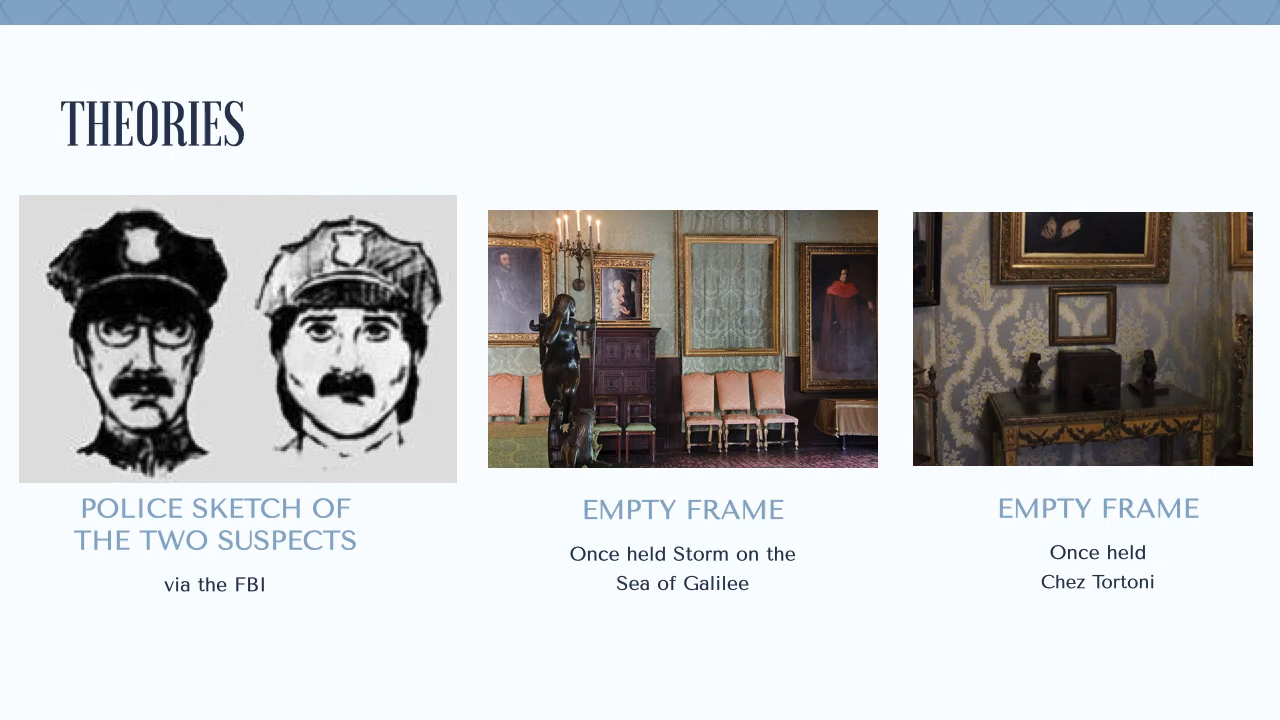 THEORIES
POLICE SKETCH OF
THE TWO SUSPECTS
via the FBI
EMPTY FRAME
Once held Storm on the
Sea of Galilee
EMPTY FRAME
Once held
Chez Tortoni